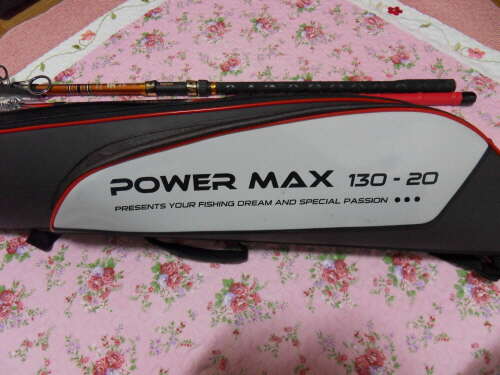 POWER MAX 130 - 20
PRESENTS YOUR FISHING DREAM AND SPECIAL PASSION ●●●